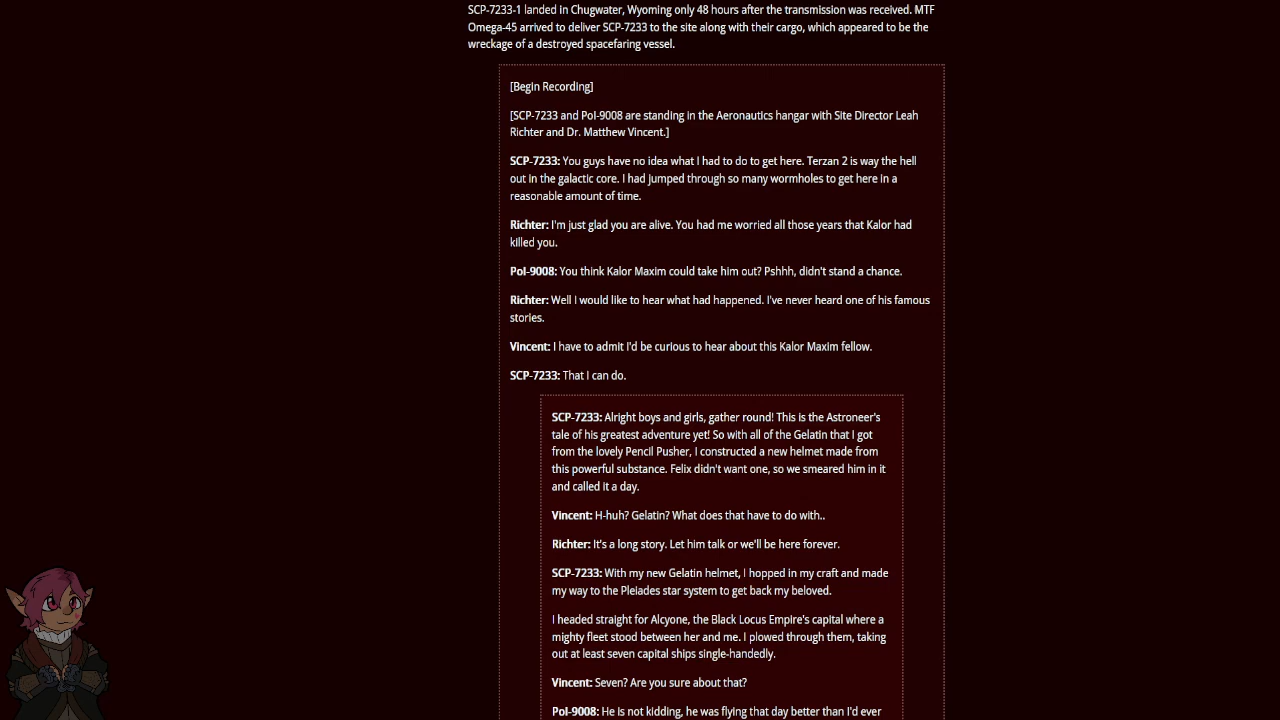 SCP-7233-1 landed in Chugwater, Wyoming only 48 hours after the transmission was received. MTF
Omega-45 arrived to deliver SCP-7233 to the site along with their cargo, which appeared to be the
wreckage of a destroyed spacefaring vessel.
[Begin Recording]
[SCP-7233 and PoI-9008 are standing in the Aeronautics hangar with Site Director Leah
Richter and Dr. Matthew Vincent.]
SCP-7233: You guys have no idea what I had to do to get here. Terzan 2 is way the hell
out in the galactic core. I had jumped through so many wormholes to get here in a
reasonable amount of time.
Richter: I'm just glad you are alive. You had me worried all those years that Kalor had
killed you.
PoI-9008: You think Kalor Maxim could take him out? Pshhh, didn't stand a chance.
Richter: Well I would like to hear what had happened. I've never heard one of his famous
stories.
Vincent: I have to admit I'd be curious to hear about this Kalor Maxim fellow.
SCP-7233: That I can do.
SCP-7233: Alright boys and girls, gather round! This is the Astroneer's
tale of his greatest adventure yet! So with all of the Gelatin that I got
from the lovely Pencil Pusher, I constructed a new helmet made from
this powerful substance. Felix didn't want one, so we smeared him in it
and called it a day.
Vincent: H-huh? Gelatin? What does that have to do with..
Richter: It's a long story. Let him talk or we'll be here forever.
SCP-7233: With my new Gelatin helmet, I hopped in my craft and made
my way to the Pleiades star system to get back my beloved.
I headed straight for Alcyone, the Black Locus Empire's capital where a
mighty fleet stood between her and me. I plowed through them, taking
out at least seven capital ships single-handedly.
Vincent: Seven? Are you sure about that?
PoI-9008: He is not kidding, he was flying that day better than I'd ever